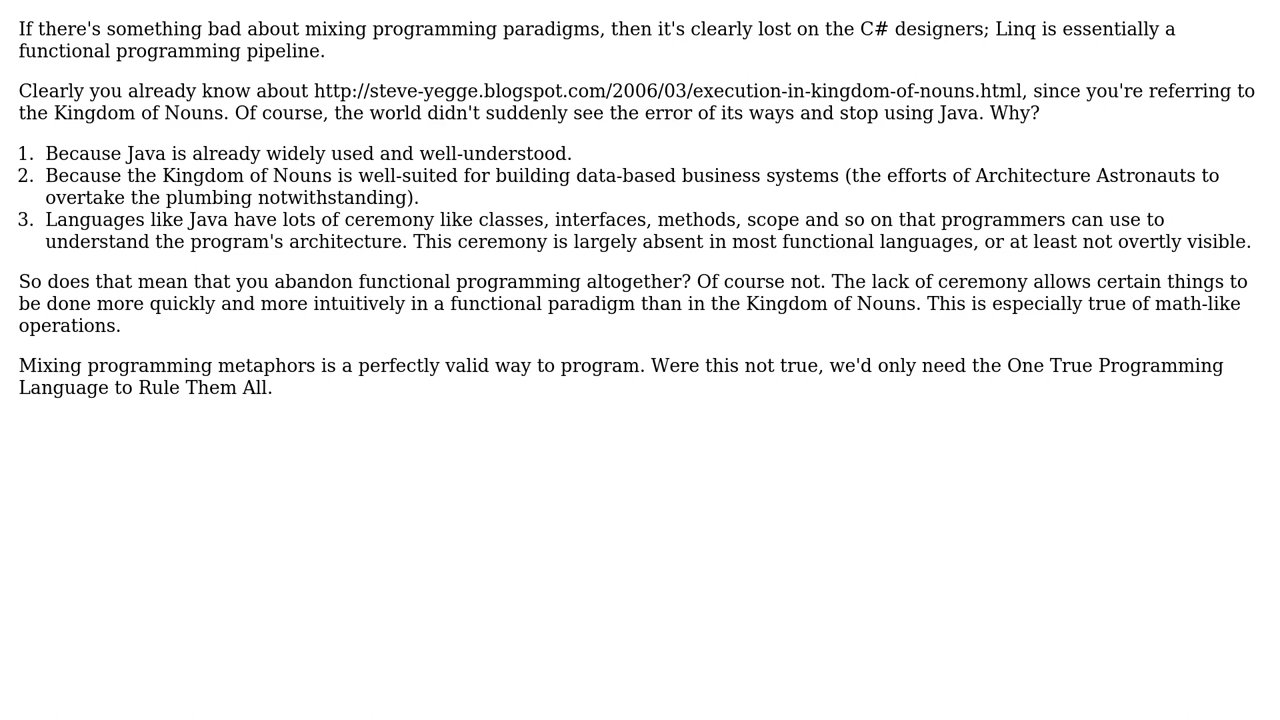 If there's something bad about mixing programming paradigms, then it's clearly lost on the C# designers; Linq is essentially a
functional programming pipeline.
Clearly you already know about http://steve-yegge.blogspot.com/2006/03/execution-in-kingdom-of-nouns.html, since you're referring to
the Kingdom of Nouns. Of course, the world didn't suddenly see the error of its ways and stop using Java. Why?
1. Because Java is already widely used and well-understood.
2. Because the Kingdom of Nouns is well-suited for building data-based business systems (the efforts of Architecture Astronauts to
overtake the plumbing notwithstanding).
3. Languages like Java have lots of ceremony like classes, interfaces, methods, scope and so on that programmers can use to
understand the program's architecture. This ceremony is largely absent in most functional languages, or at least not overtly visible.
So does that mean that you abandon functional programming altogether? Of course not. The lack of ceremony allows certain things to
be done more quickly and more intuitively in a functional paradigm than in the Kingdom of Nouns. This is especially true of math-like
operations.
Mixing programming metaphors is a perfectly valid way to program. Were this not true, we'd only need the One True Programming
Language to Rule Them All.